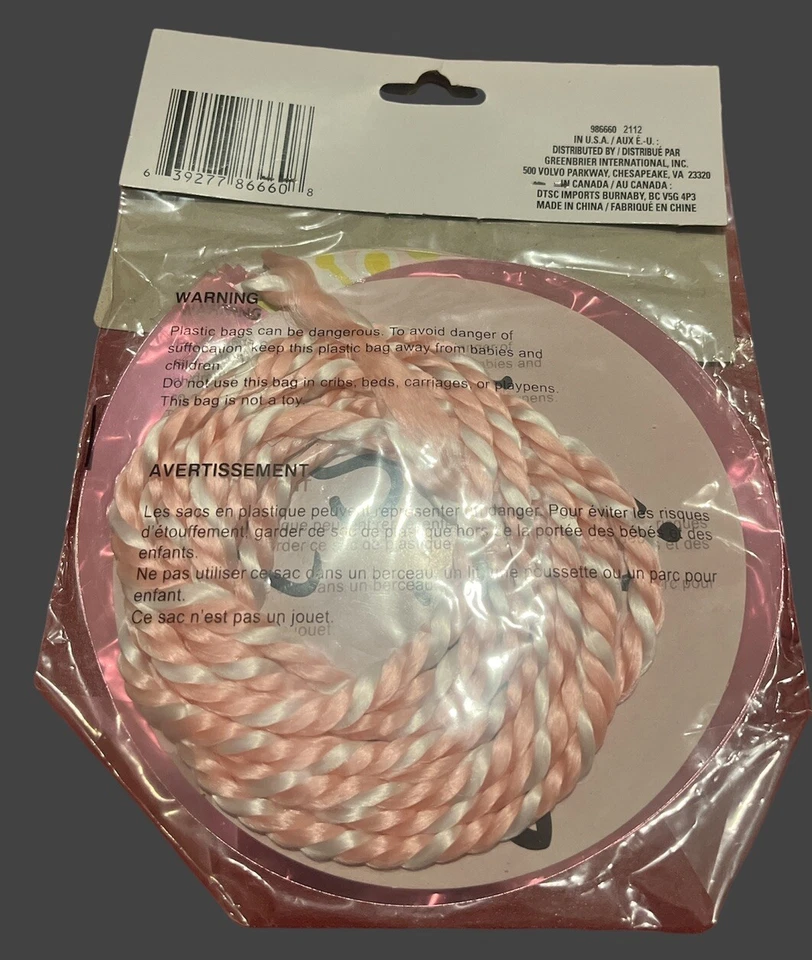 6 39277 86660 8
986660 2112
IN U.S.A. / AUX É.-U. :
DISTRIBUTED BY / DISTRIBUÉ PAR
GREENBRIER INTERNATIONAL, INC.
500 VOLVO PARKWAY, CHESAPEAKE, VA 23320
IN CANADA / AU CANADA :
DTSC IMPORTS BURNABY, BC V5G 4P3
MADE IN CHINA / FABRIQUÉ EN CHINE
WARNING
Plastic bags can be dangerous. To avoid danger of
suffocation, keep this plastic bag away from babies and
children.
Do not use this bag in cribs, beds, carriages, or playpens.
This bag is not a toy.
AVERTISSEMENT
Les sacs en plastique peuvent représenter un danger. Pour éviter les risques
d'étouffement, garder ce sac de plastique hors de la portée des bébés et des
enfants.
Ne pas utiliser ce sac dans un berceau, un lit, une poussette ou un parc pour
enfant.
Ce sac n'est pas un jouet.